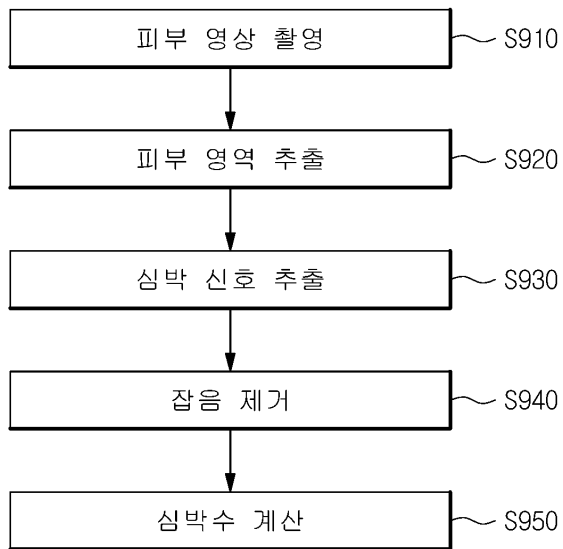 피부 영상 촬영 S910
피부 영역 추출 S920
심박 신호 추출 S930
잡음 제거 S940
심박수 계산 S950